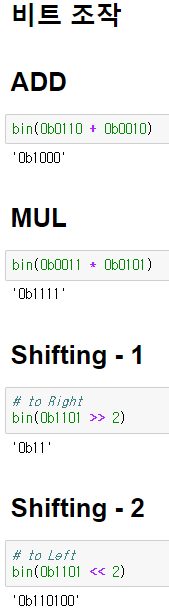 비트 조작
ADD
bin(0b0110 + 0b0010)
'0b1000'
MUL
bin(0b0011 * 0b0101)
'0b1111'
Shifting - 1
# to Right
bin(0b1101 >> 2)
'0b11'
Shifting - 2
# to Left
bin(0b1101 << 2)
'0b110100'